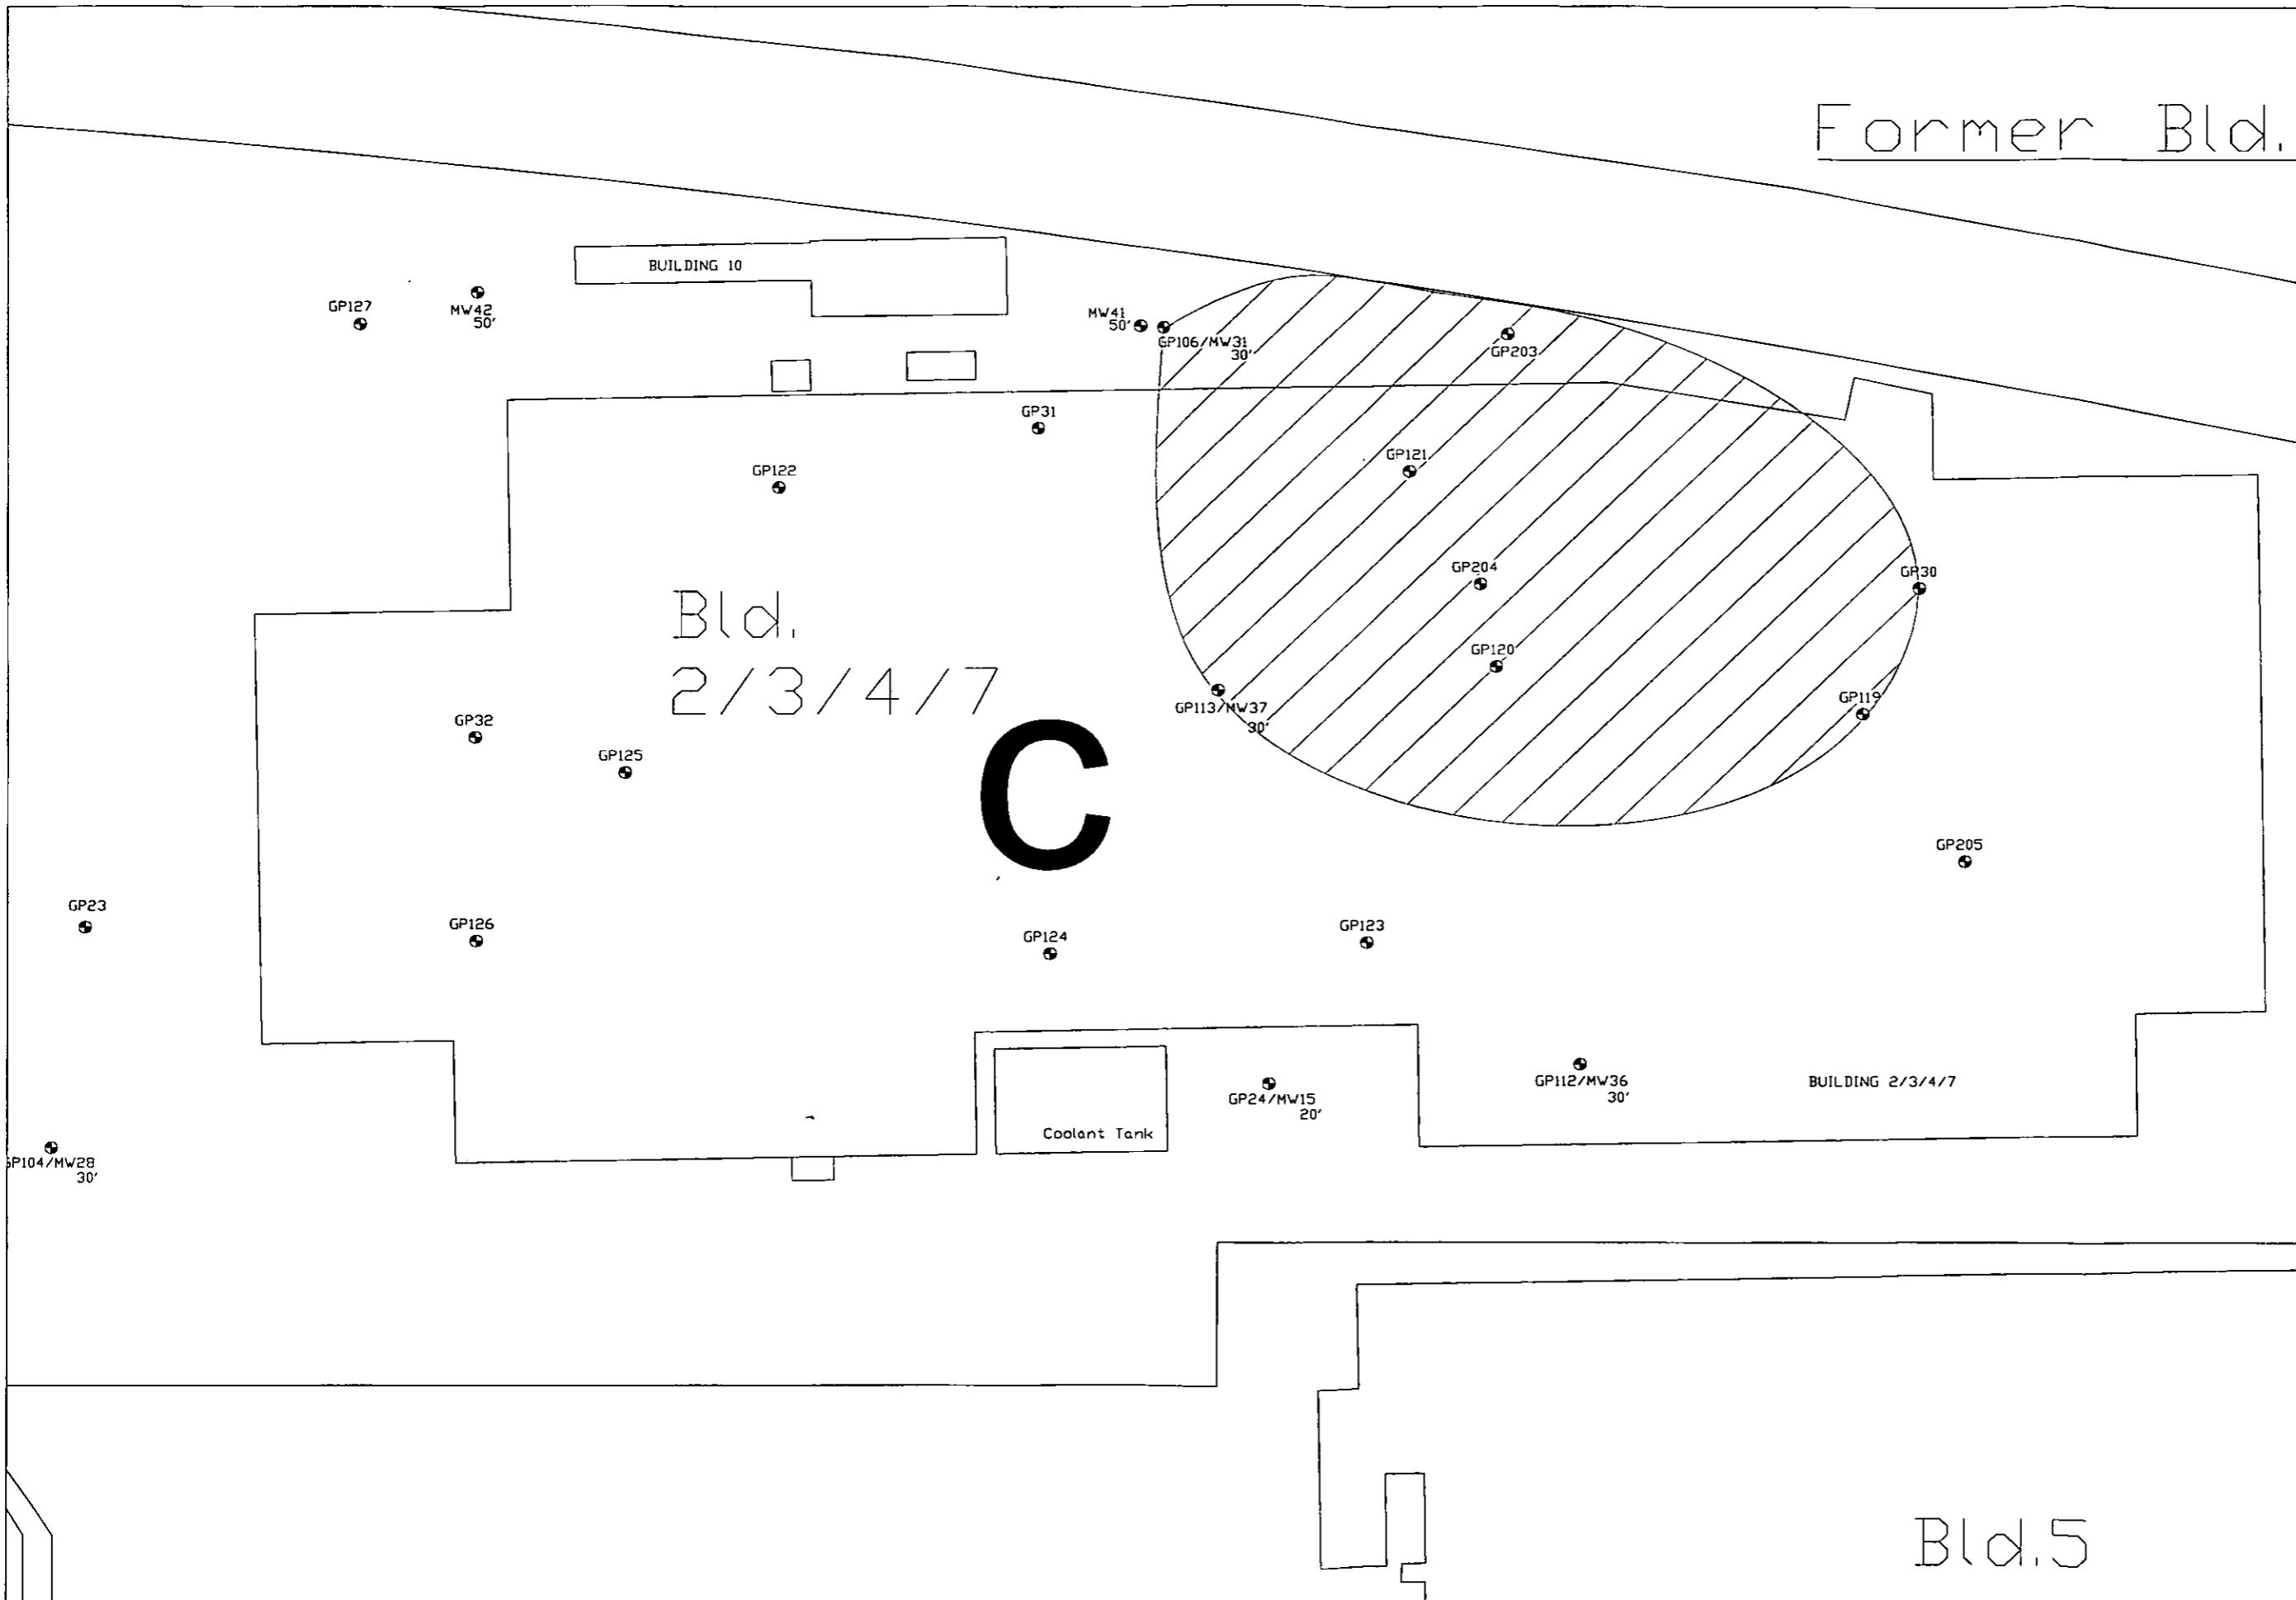 Former Bld.
BUILDING 10
GP127
MW42
50'
MW41
50'
GP106/MW31
30'
GP203
GP31
GP122
GP121
GP204
GP30
Bld.
2/3/4/7
GP120
GP113/MW37
30'
GP119
GP32
GP125
C
GP205
GP23
GP126
GP124
GP123
GP112/MW36
30'
BUILDING 2/3/4/7
GP24/MW15
20'
Coolant Tank
GP104/MW28
30'
Bld.5